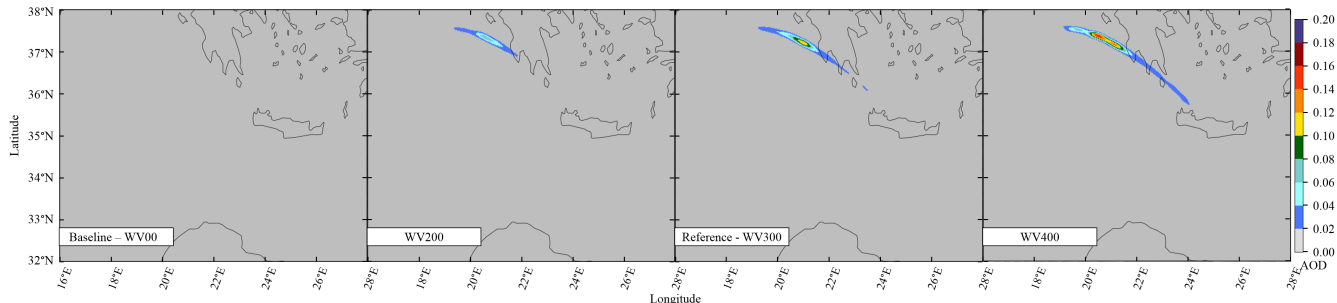 38°N
37°N
36°N
35°N
34°N
33°N
32°N
Latitude
Baseline – WV00
WV200
Reference - WV300
WV400
16°E 18°E 20°E 22°E 24°E 26°E 28°E 18°E 20°E 22°E 24°E 26°E 28°E 18°E 20°E 22°E 24°E 26°E 28°E 18°E 20°E 22°E 24°E 26°E 28°E
Longitude
0.20
0.18
0.16
0.14
0.12
0.10
0.08
0.06
0.04
0.02
0.00
AOD